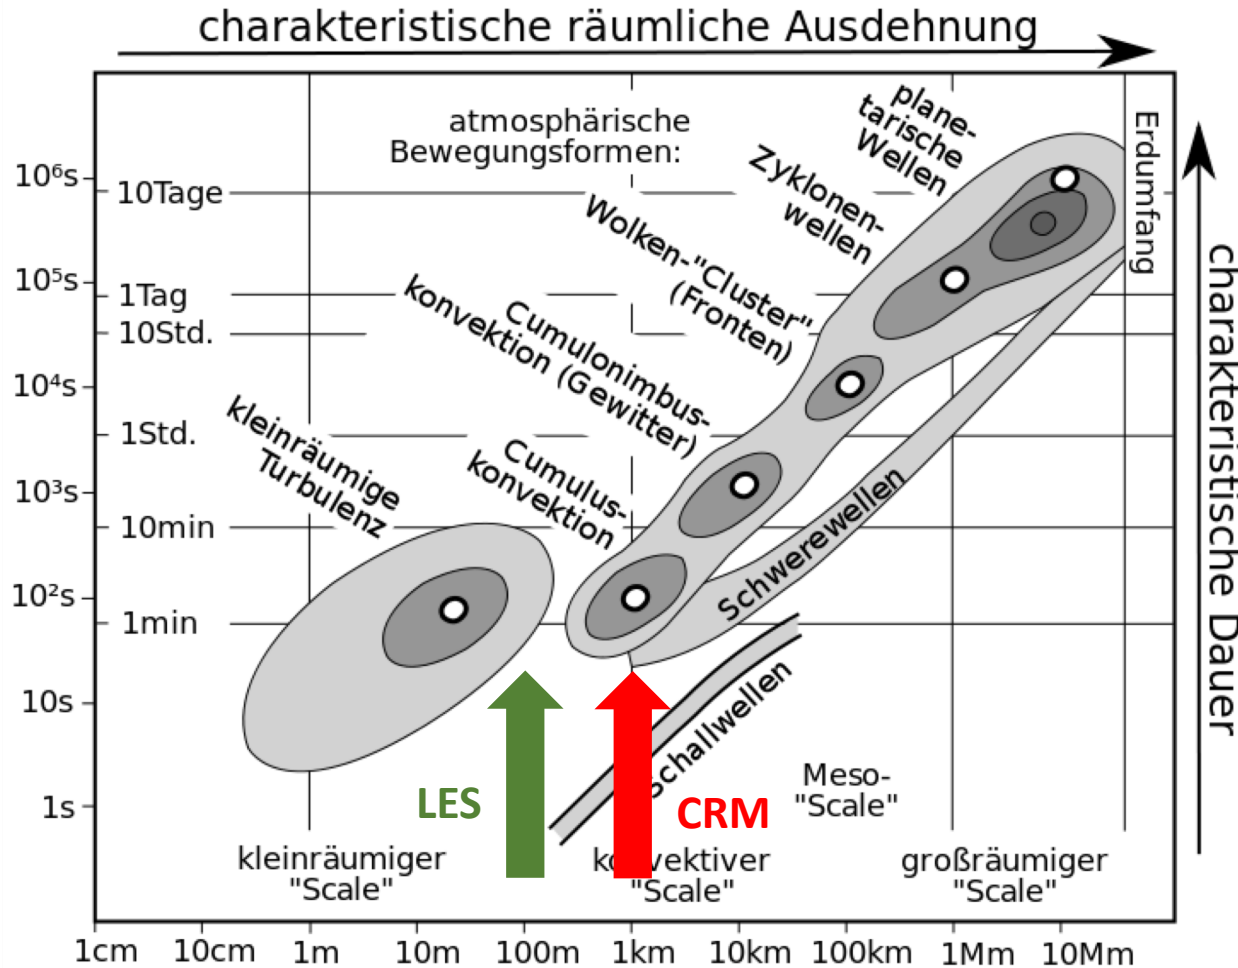 charakteristische räumliche Ausdehnung
atmosphärische
Bewegungsformen:
plane-
tarische
Wellen
Zyklonen-
wellen
Wolken-"Cluster"
(Fronten)
Cumulonimbus-
konvektion (Gewitter)
Cumulus-
konvektion
kleinräumige
Turbulenz
Erdumfang
charakteristische Dauer
10⁶s
10Tage
10⁵s
1Tag
10Std.
10⁴s
1Std.
10³s
10min
10²s
1min
10s
1s
Schwerewellen
Schallwellen
LES
CRM
Meso-
"Scale"
kleinräumiger
"Scale"
konvektiver
"Scale"
großräumiger
"Scale"
1cm 10cm 1m 10m 100m 1km 10km 100km 1Mm 10Mm